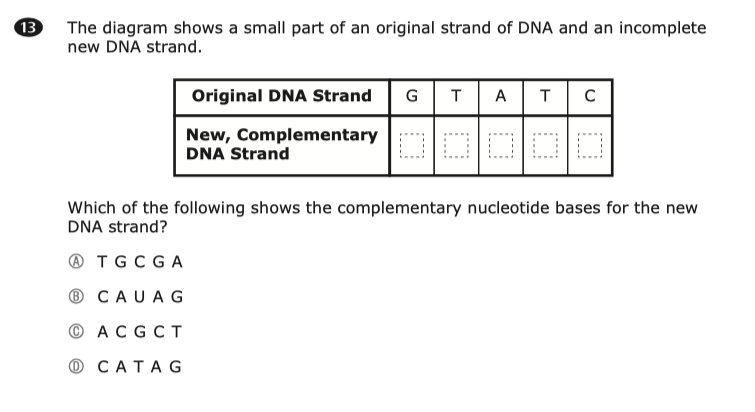 13 The diagram shows a small part of an original strand of DNA and an incomplete
new DNA strand.
Original DNA Strand G T A T C
New, Complementary
DNA Strand
Which of the following shows the complementary nucleotide bases for the new
DNA strand?
Ⓐ T G C G A
Ⓑ C A U A G
Ⓒ A C G C T
Ⓓ C A T A G